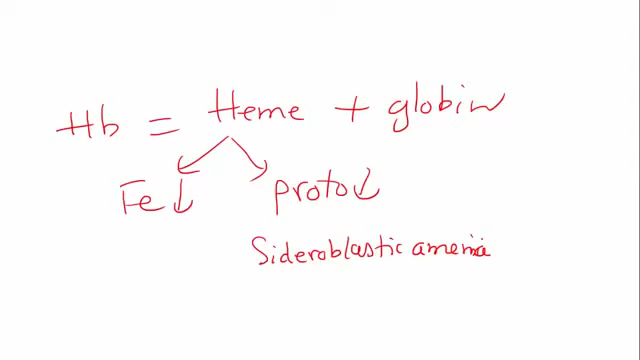 Hb = Heme + globin
Fe↓ proto↓
Sideroblastic anemia